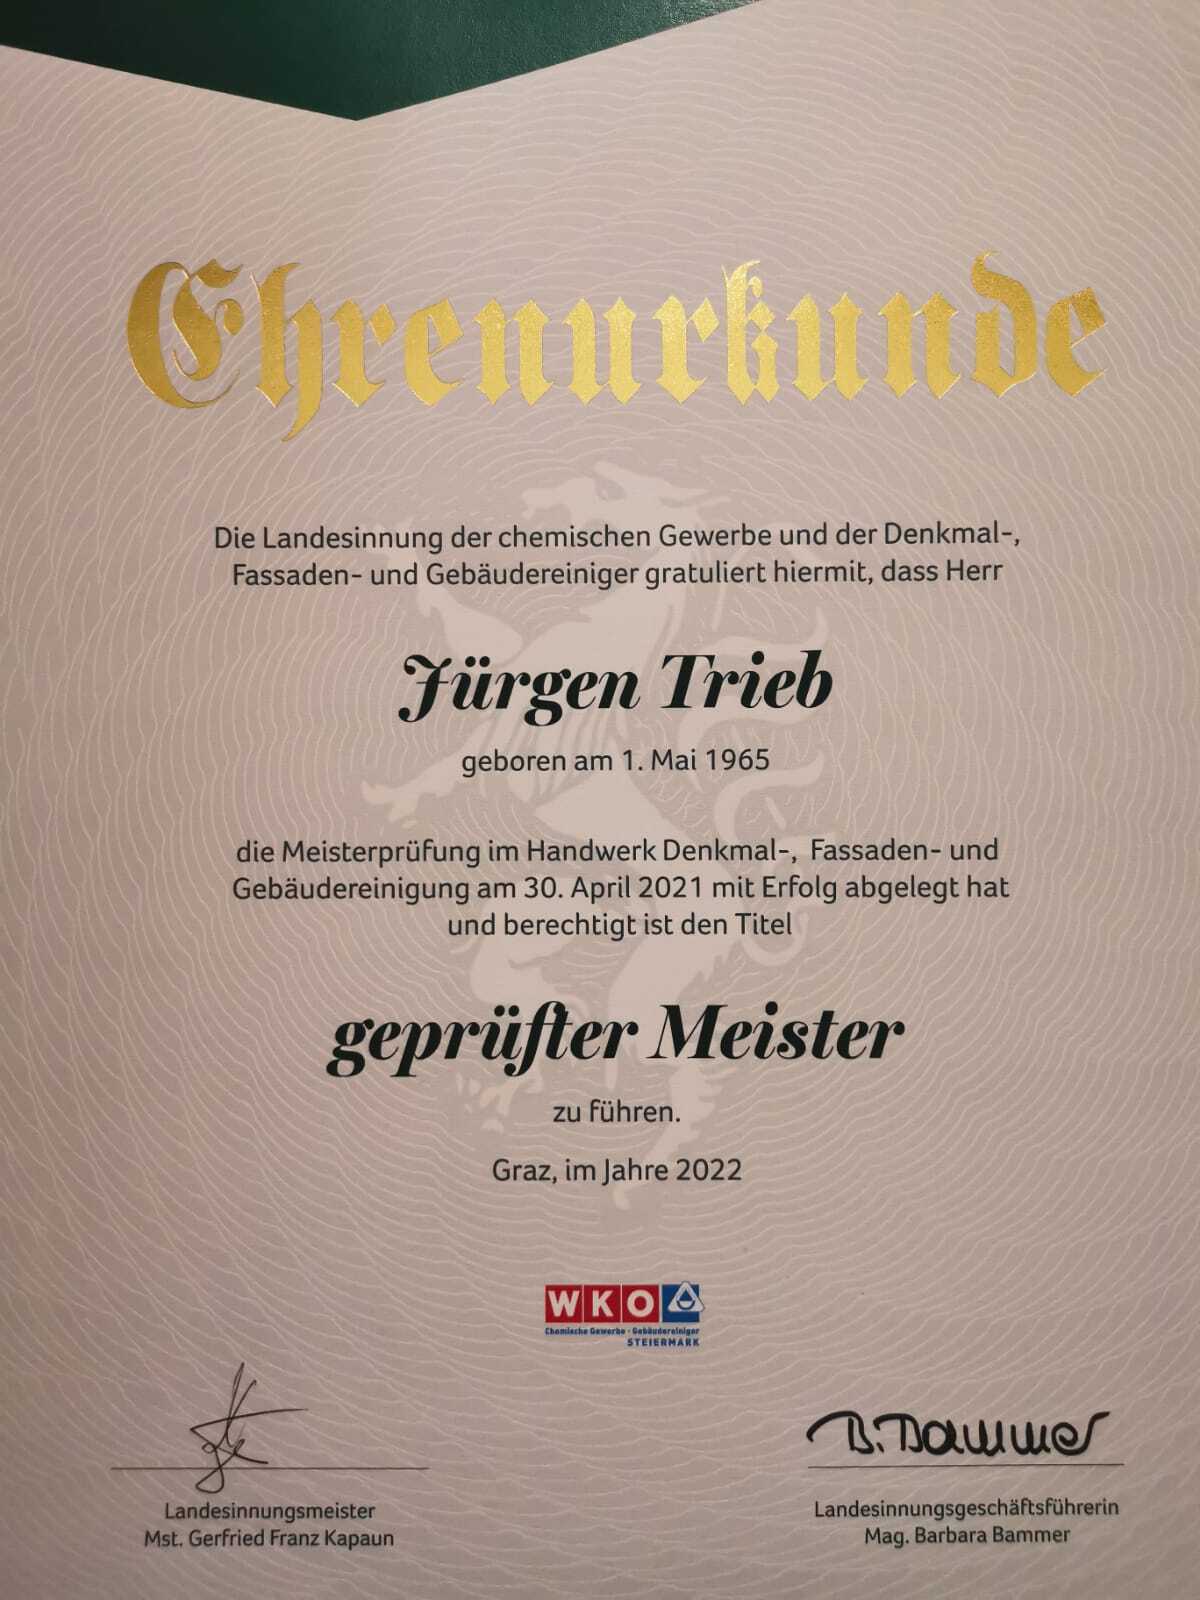 Ehrenurkunde
Die Landesinnung der chemischen Gewerbe und der Denkmal-,
Fassaden- und Gebäudereiniger gratuliert hiermit, dass Herr
Jürgen Trieb
geboren am 1. Mai 1965
die Meisterprüfung im Handwerk Denkmal-, Fassaden- und
Gebäudereinigung am 30. April 2021 mit Erfolg abgelegt hat
und berechtigt ist den Titel
geprüfter Meister
zu führen.
Graz, im Jahre 2022
WKO
Chemische Gewerbe · Gebäudereiniger
STEIERMARK
B. Bammer
Landesinnungsmeister
Mst. Gerfried Franz Kapaun
Landesinnungsgeschäftsführerin
Mag. Barbara Bammer